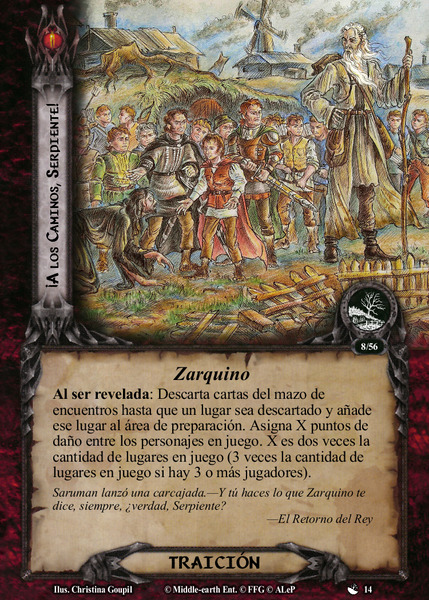 ¡A los Caminos, Serpiente!
8/56
Zarquino
Al ser revelada: Descarta cartas del mazo de
encuentros hasta que un lugar sea descartado y añade
ese lugar al área de preparación. Asigna X puntos de
daño entre los personajes en juego. X es dos veces la
cantidad de lugares en juego (3 veces la cantidad de
lugares en juego si hay 3 o más jugadores).
Saruman lanzó una carcajada.—Y tú haces lo que Zarquino te
dice, siempre, ¿verdad, Serpiente?
—El Retorno del Rey
TRAICIÓN
Ilus. Christina Goupil
© Middle-earth Ent. © FFG © ALeP
14